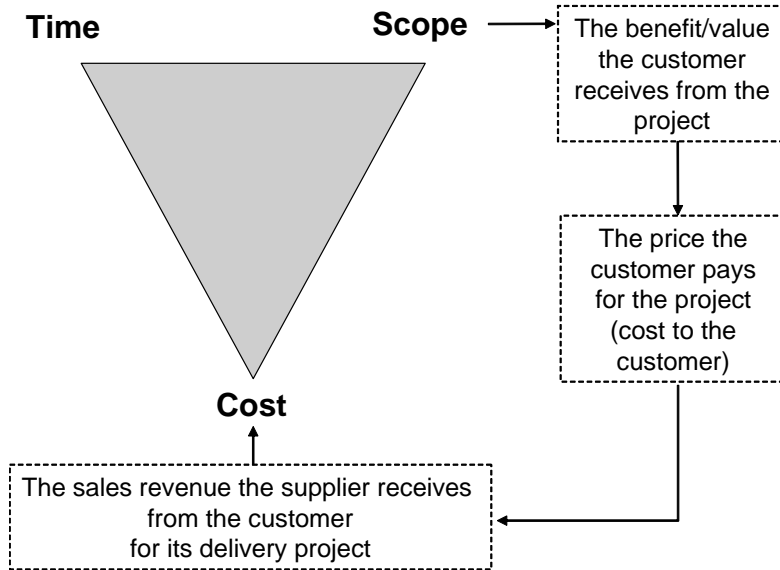 Time
Scope
The benefit/value
the customer
receives from the
project
The price the
customer pays
for the project
(cost to the
customer)
Cost
The sales revenue the supplier receives
from the customer
for its delivery project